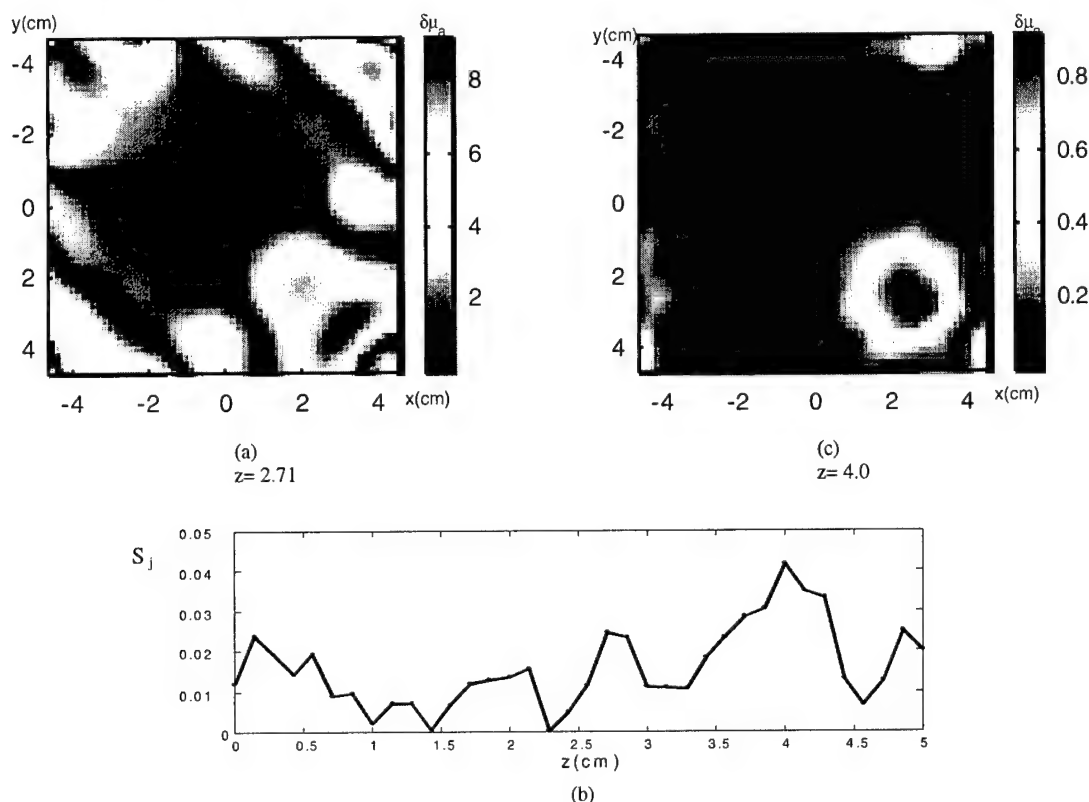 y(cm)
δμa
-4
-2
0
2
4
8
6
4
2
-4 -2 0 2 4 x(cm)
(a)
z= 2.71
y(cm)
δμa
-4
-2
0
2
4
0.8
0.6
0.4
0.2
-4 -2 0 2 4 x(cm)
(c)
z= 4.0
S j
0.05
0.04
0.03
0.02
0.01
0
0 0.5 1 1.5 2 2.5 3 3.5 4 4.5 5
z(cm)
(b)